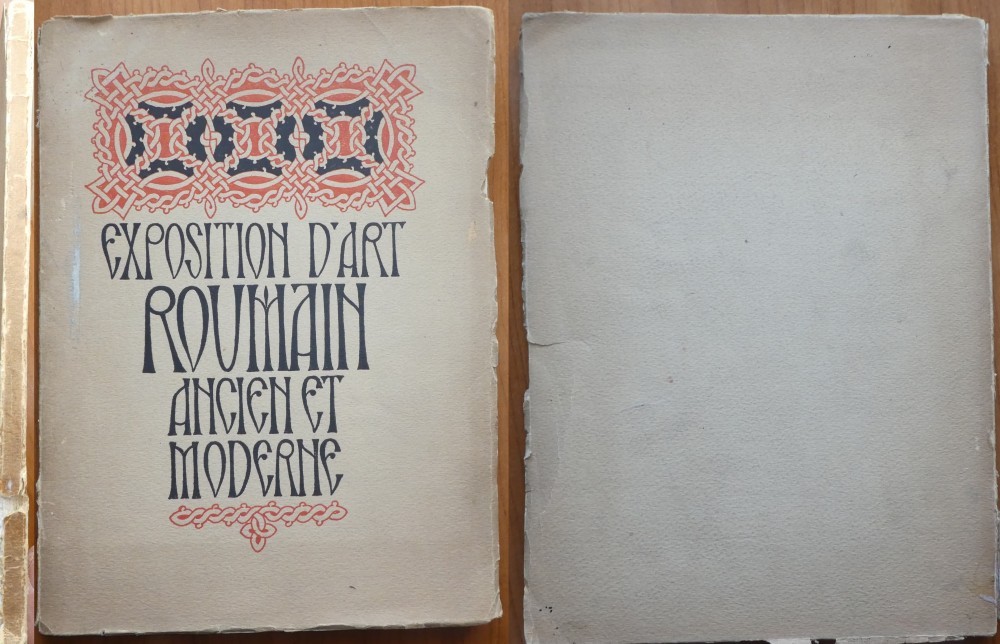 EXPOSITION D'ART
ROUMAIN
ANCIEN ET
MODERNE